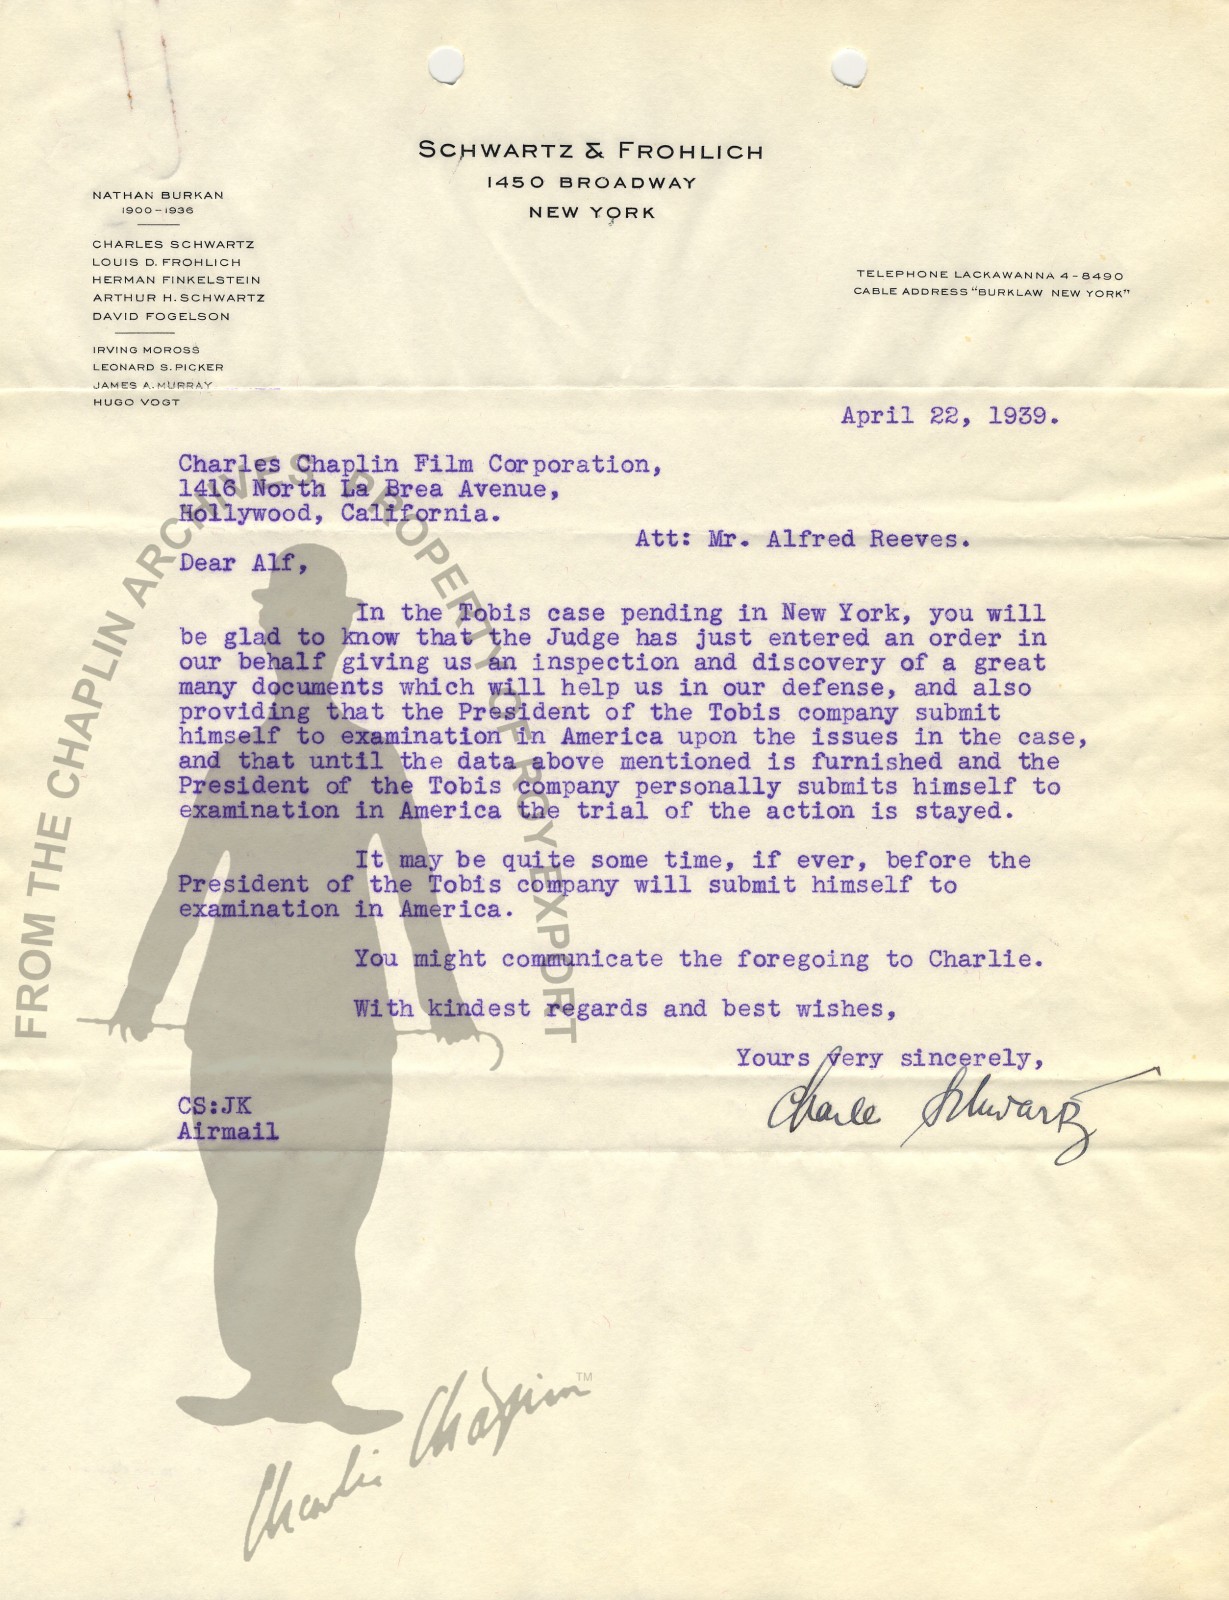 SCHWARTZ & FROHLICH
1450 BROADWAY
NEW YORK
NATHAN BURKAN
1900-1936
CHARLES SCHWARTZ
LOUIS D. FROHLICH
HERMAN FINKELSTEIN
ARTHUR H. SCHWARTZ
DAVID FOGELSON
IRVING MOROSS
LEONARD S. PICKER
JAMES A. MURRAY
HUGO VOGT
TELEPHONE LACKAWANNA 4-8490
CABLE ADDRESS "BURKLAW NEW YORK"
April 22, 1939.
Charles Chaplin Film Corporation,
1416 North La Brea Avenue,
Hollywood, California.
Att: Mr. Alfred Reeves.
Dear Alf,
In the Tobis case pending in New York, you will
be glad to know that the Judge has just entered an order in
our behalf giving us an inspection and discovery of a great
many documents which will help us in our defense, and also
providing that the President of the Tobis company submit
himself to examination in America upon the issues in the case,
and that until the data above mentioned is furnished and the
President of the Tobis company personally submits himself to
examination in America the trial of the action is stayed.
It may be quite some time, if ever, before the
President of the Tobis company will submit himself to
examination in America.
You might communicate the foregoing to Charlie.
With kindest regards and best wishes,
Yours very sincerely,
Charles Schwartz
CS:JK
Airmail
FROM THE CHAPLIN ARCHIVES. PROPERTY OF ROY EXPORT
Charlie Chaplin TM